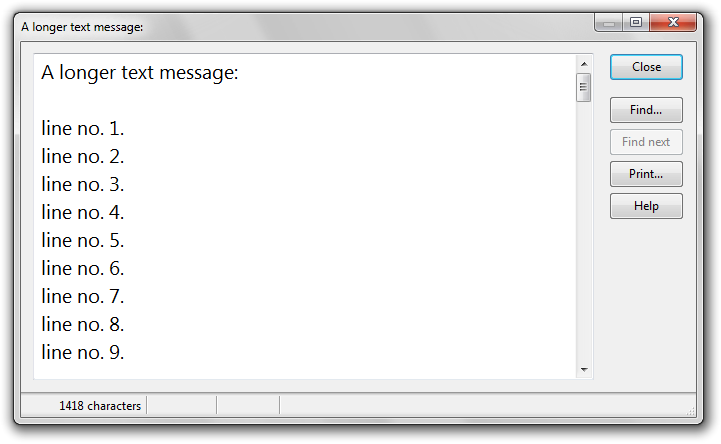 A longer text message:
A longer text message:
line no. 1.
line no. 2.
line no. 3.
line no. 4.
line no. 5.
line no. 6.
line no. 7.
line no. 8.
line no. 9.
Close
Find...
Find next
Print...
Help
1418 characters